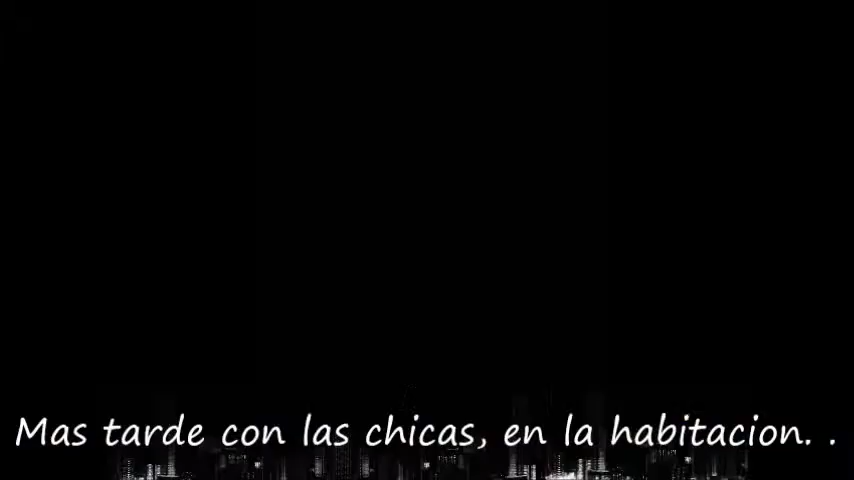 Mas tarde con las chicas, en la habitacion. .